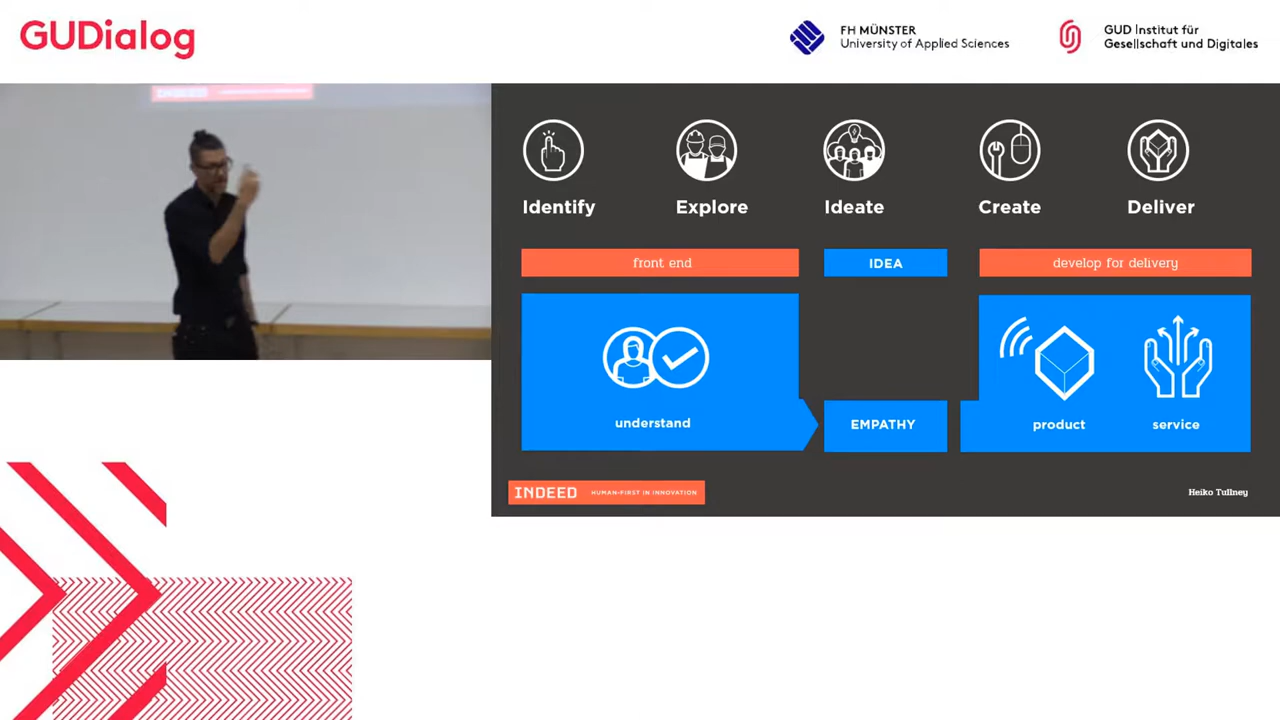 GUDialog
FH MÜNSTER
University of Applied Sciences
GUD Institut für
Gesellschaft und Digitales
INDEED
Identify
Explore
Ideate
Create
Deliver
front end
IDEA
develop for delivery
understand
EMPATHY
product
service
INDEED
HUMAN-FIRST IN INNOVATION
Heiko Tullney